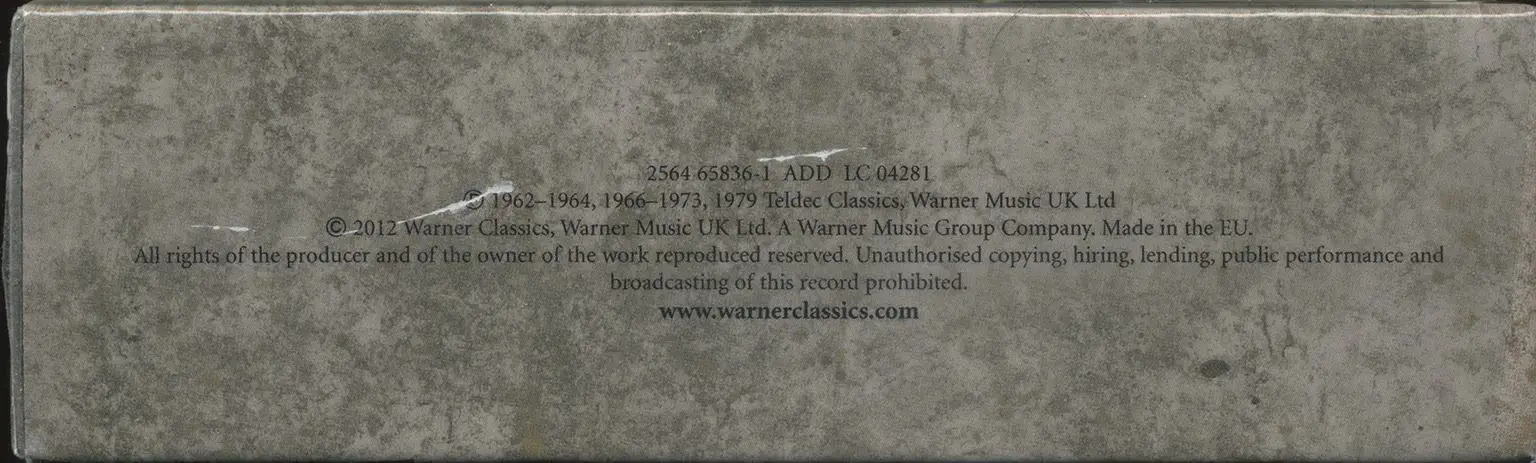 2564 65836-1 ADD LC 04281
℗ 1962–1964, 1966–1973, 1979 Teldec Classics, Warner Music UK Ltd
© 2012 Warner Classics, Warner Music UK Ltd. A Warner Music Group Company. Made in the EU.
All rights of the producer and of the owner of the work reproduced reserved. Unauthorised copying, hiring, lending, public performance and
broadcasting of this record prohibited.
www.warnerclassics.com